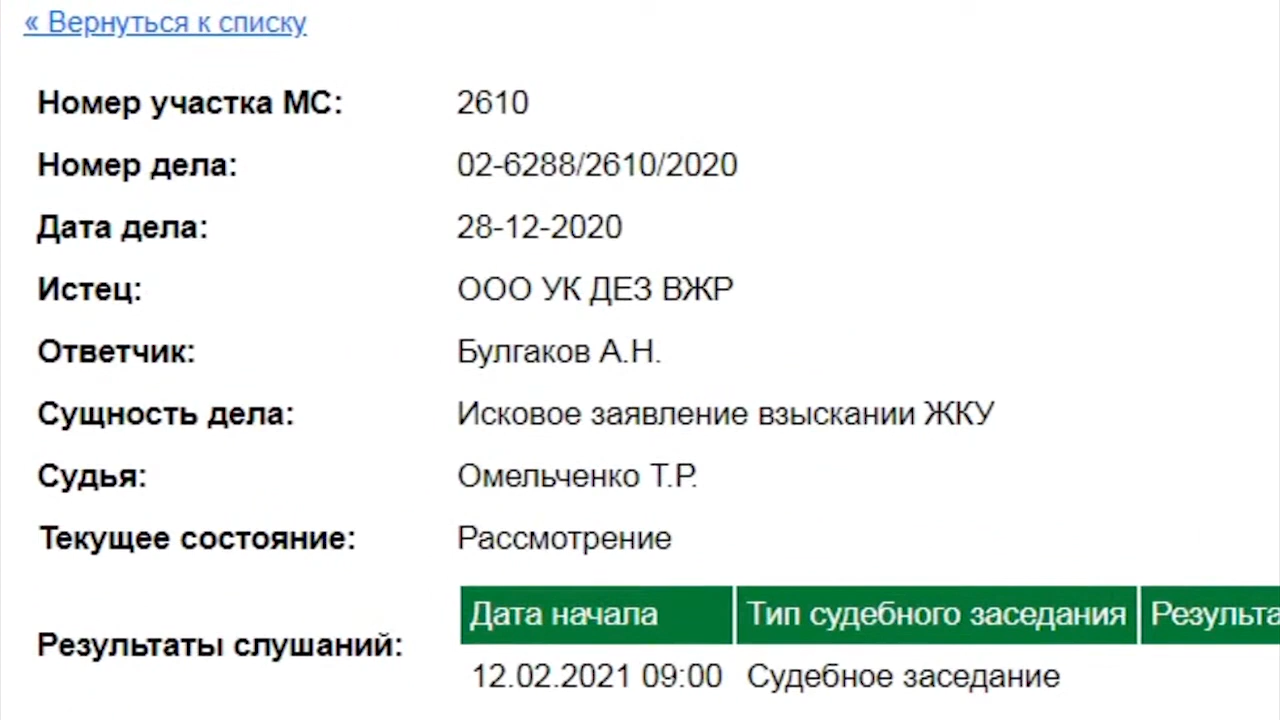 « Вернуться к списку
Номер участка МС: 2610
Номер дела: 02-6288/2610/2020
Дата дела: 28-12-2020
Истец: ООО УК ДЕЗ ВЖР
Ответчик: Булгаков А.Н.
Сущность дела: Исковое заявление взыскании ЖКУ
Судья: Омельченко Т.Р.
Текущее состояние: Рассмотрение
Дата начала Тип судебного заседания Результа
Результаты слушаний:
12.02.2021 09:00 Судебное заседание